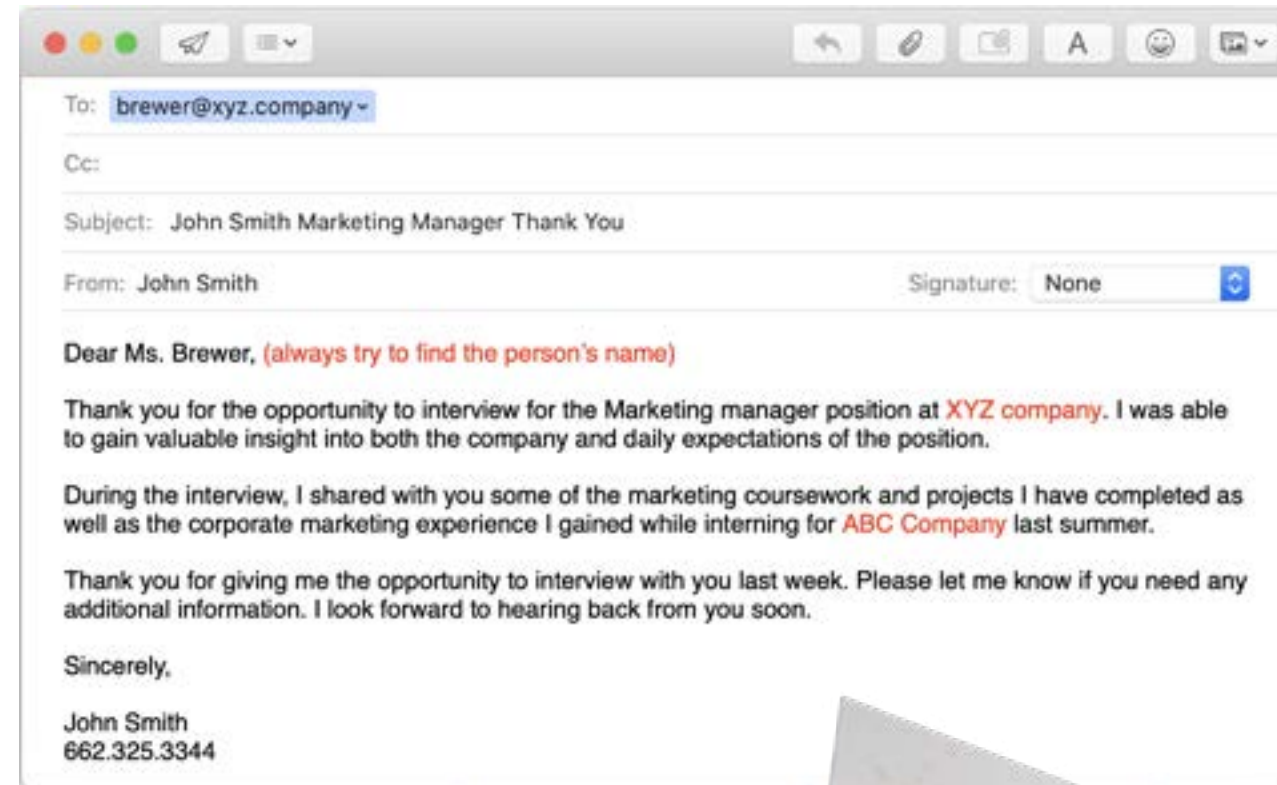 To: brewer@xyz.company
Cc:
Subject: John Smith Marketing Manager Thank You
From: John Smith Signature: None
Dear Ms. Brewer, (always try to find the person's name)
Thank you for the opportunity to interview for the Marketing manager position at XYZ company. I was able
to gain valuable insight into both the company and daily expectations of the position.
During the interview, I shared with you some of the marketing coursework and projects I have completed as
well as the corporate marketing experience I gained while interning for ABC Company last summer.
Thank you for giving me the opportunity to interview with you last week. Please let me know if you need any
additional information. I look forward to hearing back from you soon.
Sincerely,
John Smith
662.325.3344